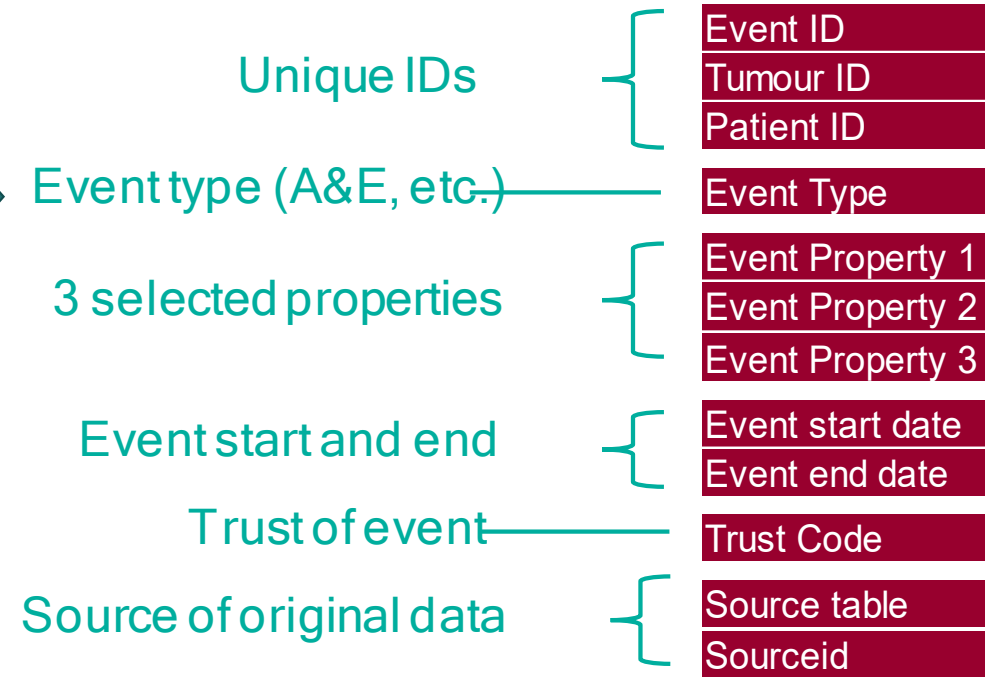 Unique IDs
Event ID
Tumour ID
Patient ID
Event type (A&E, etc.)
Event Type
3 selected properties
Event Property 1
Event Property 2
Event Property 3
Event start and end
Event start date
Event end date
Trust of event
Trust Code
Source of original data
Source table
Sourceid